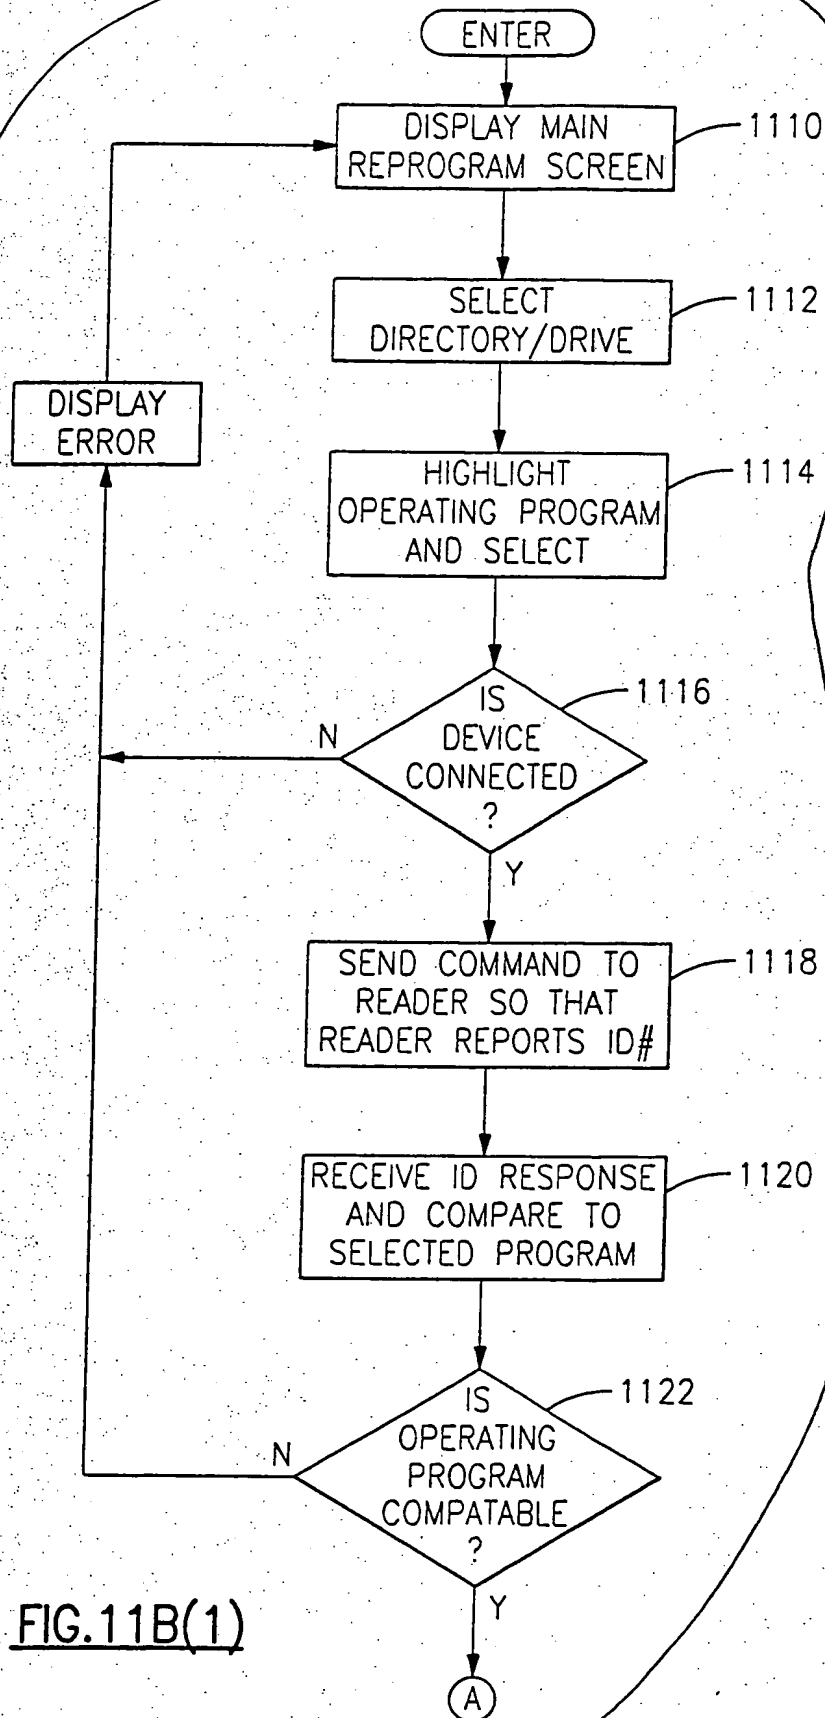 ENTER
DISPLAY MAN
REPROGRAM SCREEN
1110
SELECT
DIRECTORY/DRIVE
1112
DISPLAY
ERROR
HIGHLIGHT
OPERATING PROGRAM
AND SELECT
1114
IS
DEVICE
CONNECTED
?
1116
N
Y
SEND COMMAND TO
READER SO THAT
READER REPORTS ID#
1118
RECEIVE ID RESPONSE
AND COMPARE TO
SELECTED PROGRAM
1120
IS
OPERATING
PROGRAM
COMPATABLE
?
1122
N
Y
FIG.11B(1)
A